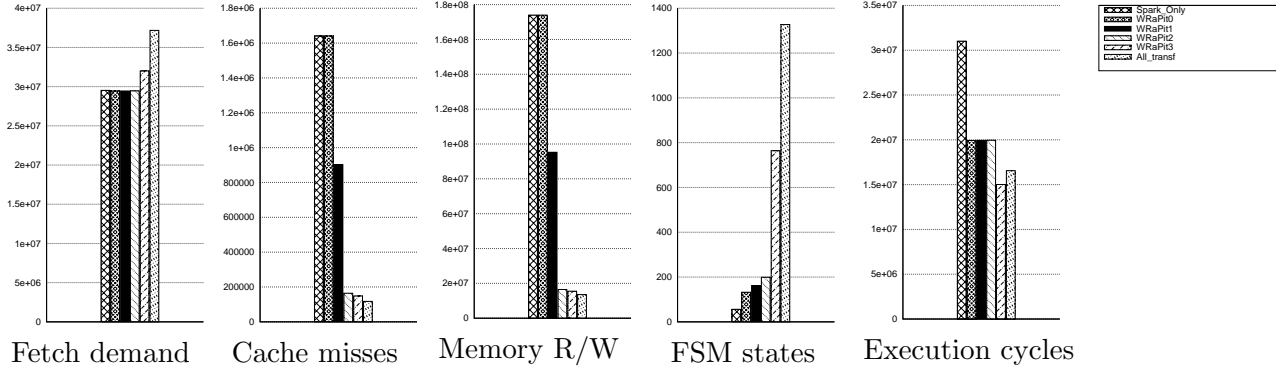 4e+07
3.5e+07
3e+07
2.5e+07
2e+07
1.5e+07
1e+07
5e+06
0
Fetch demand
1.8e+06
1.6e+06
1.4e+06
1.2e+06
1e+06
800000
600000
400000
200000
0
Cache misses
1.8e+08
1.6e+08
1.4e+08
1.2e+08
1e+08
8e+07
6e+07
4e+07
2e+07
0
Memory R/W
1400
1200
1000
800
600
400
200
0
FSM states
3.5e+07
3e+07
2.5e+07
2e+07
1.5e+07
1e+07
5e+06
0
Execution cycles
Spark_Only
WRaPit0
WRaPit1
WRaPit2
WRaPit3
All_transf